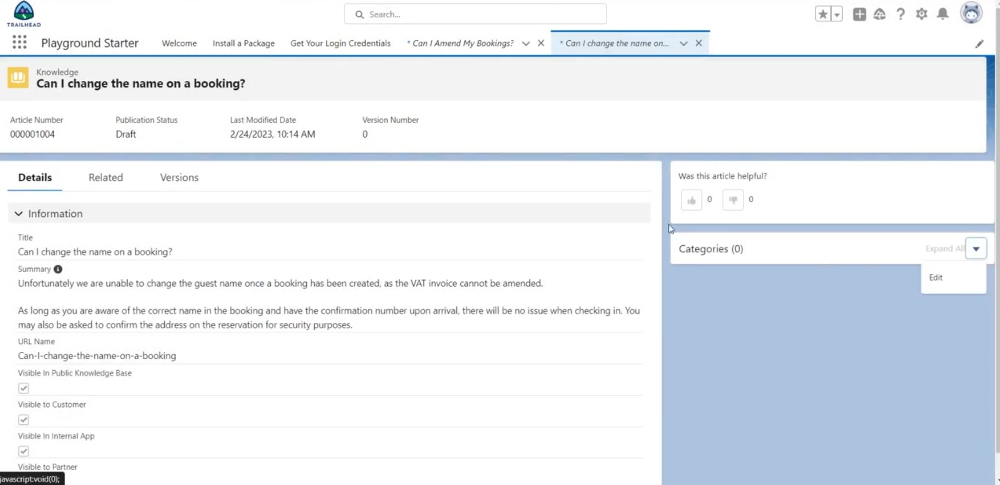 TRAILHEAD
Search...
Playground Starter
Welcome
Install a Package
Get Your Login Credentials
* Can I Amend My Bookings?
* Can I change the name on...
Knowledge
Can I change the name on a booking?
Article Number
Publication Status
Last Modified Date
Version Number
000001004
Draft
2/24/2023, 10:14 AM
0
Details
Related
Versions
Was this article helpful?
0
0
Information
Title
Can I change the name on a booking?
Categories (0)
Expand All
Edit
Summary
Unfortunately we are unable to change the guest name once a booking has been created, as the VAT invoice cannot be amended.
As long as you are aware of the correct name in the booking and have the confirmation number upon arrival, there will be no issue when checking in. You
may also be asked to confirm the address on the reservation for security purposes.
URL Name
Can-I-change-the-name-on-a-booking
Visible In Public Knowledge Base
Visible to Customer
Visible In Internal App
Visible to Partner
javascript:void(0);